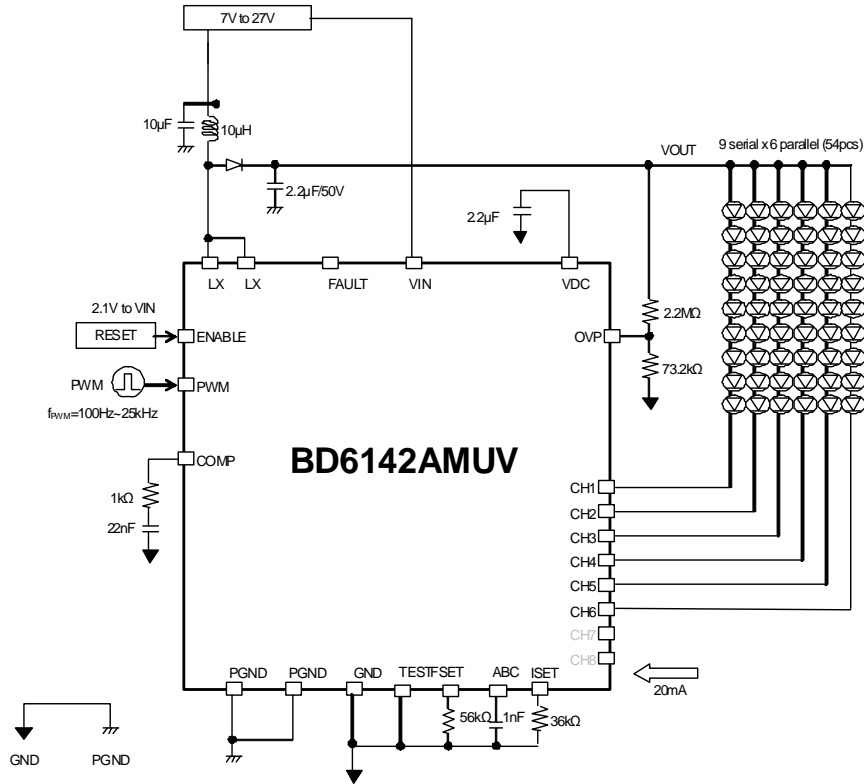 7V to 27V
10µF
10µH
2.2µF/50V
2.2µF
VOUT
9 serial x 6 parallel (54pcs)
LX
LX
FAULT
VIN
VDC
2.1V to VIN
RESET
ENABLE
OVP
2.2MΩ
73.2kΩ
PWM
PWM
fPWM=100Hz~25kHz
COMP
1kΩ
22nF
BD6142AMUV
CH1
CH2
CH3
CH4
CH5
CH6
CH7
CH8
20mA
PGND
PGND
GND
TEST
FSET
ABC
ISET
56kΩ
1nF
36kΩ
GND
PGND